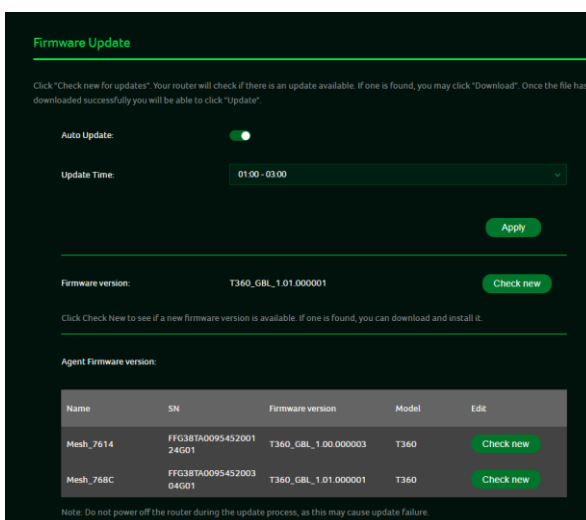 Firmware Update
Click "Check new for updates". Your router will check if there is an update available. If one is found, you may click "Download". Once the file has
downloaded successfully you will be able to click "Update".
Auto Update:
Update Time: 01:00 - 03:00
Apply
Firmware version: T360_GBL_1.01.000001 Check new
Click Check New to see if a new firmware version is available. If one is found, you can download and install it.
Agent Firmware version:
Name SN Firmware version Model Edit
Mesh_7614 FFG38TA0095452001 T360_GBL_1.00.000003 T360 Check new
24G01
Mesh_768C FFG38TA0095452003 T360_GBL_1.01.000001 T360 Check new
04G01
Note: Do not power off the router during the update process, as this may cause update failure.